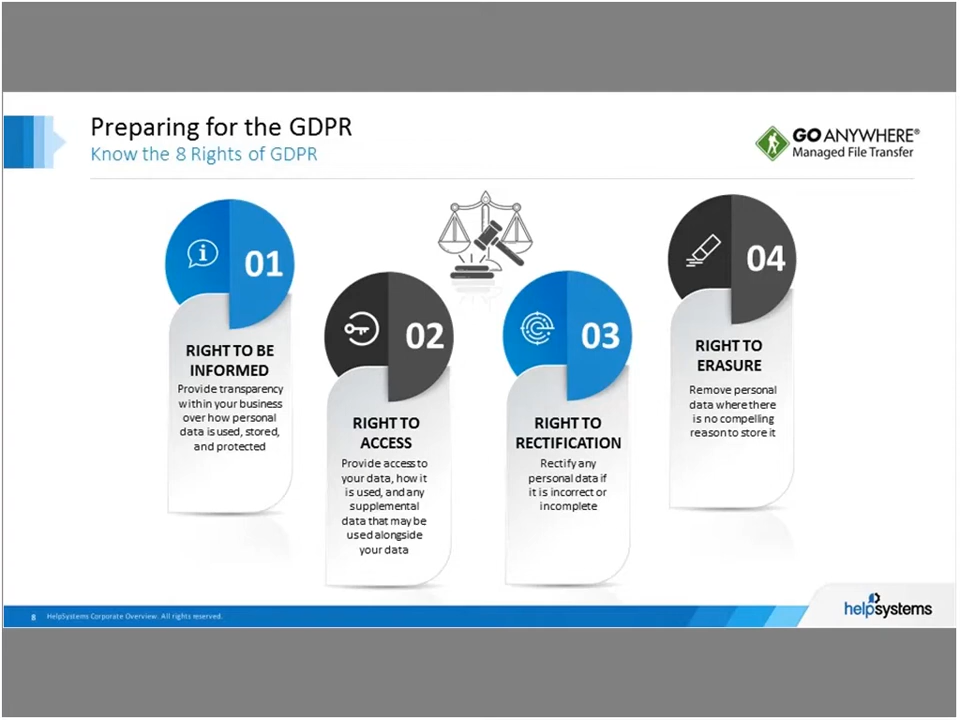 Preparing for the GDPR
Know the 8 Rights of GDPR
GO ANYWHERE®
Managed File Transfer
01
RIGHT TO BE
INFORMED
Provide transparency
within your business
over how personal
data is used, stored,
and protected
02
RIGHT TO
ACCESS
Provide access to
your data, how it
is used, and any
supplemental
data that may be
used alongside
your data
03
RIGHT TO
RECTIFICATION
Rectify any
personal data if
it is incorrect or
incomplete
04
RIGHT TO
ERASURE
Remove personal
data where there
is no compelling
reason to store it
8 HelpSystems Corporate Overview. All rights reserved.
helpsystems